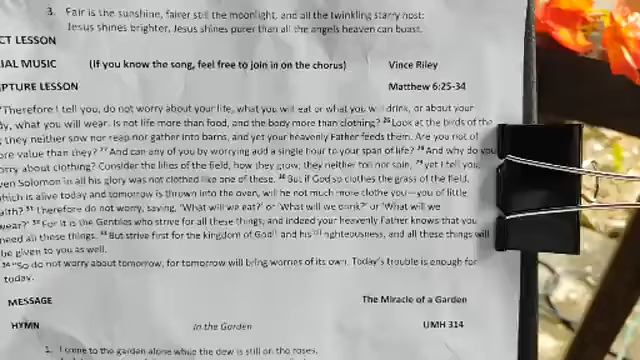 3. Fair is the sunshine, fairer still the moonlight, and all the twinkling starry host:
Jesus shines brighter, Jesus shines purer than all the angels heaven can boast.
CT LESSON
IAL MUSIC (If you know the song, feel free to join in on the chorus) Vince Riley
IPTURE LESSON Matthew 6:25-34
"Therefore I tell you, do not worry about your life, what you will eat or what you will drink, or about your
dy, what you will wear. Is not life more than food, and the body more than clothing? 26 Look at the birds of the
; they neither sow nor reap nor gather into barns, and yet your heavenly Father feeds them. Are you not of
ore value than they? 27 And can any of you by worrying add a single hour to your span of life? 28 And why do you
orry about clothing? Consider the lilies of the field, how they grow; they neither toil nor spin, 29 yet I tell you,
ven Solomon in all his glory was not clothed like one of these. 30 But if God so clothes the grass of the field,
hich is alive today and tomorrow is thrown into the oven, will he not much more clothe you—you of little
aith? 31 Therefore do not worry, saving, 'What will we eat?' or 'What will we drink?' or 'What will we
wear?' 32 For it is the Gentiles who strive for all these things; and indeed your heavenly Father knows that you
need all these things. 33 But strive first for the kingdom of God and his righteousness, and all these things will
be given to you as well.
34 "So do not worry about tomorrow, for tomorrow will bring worries of its own. Today's trouble is enough for
today.
MESSAGE The Miracle of a Garden
HYMN In the Garden UMH 314
1. I come to the garden alone while the dew is still on the roses,